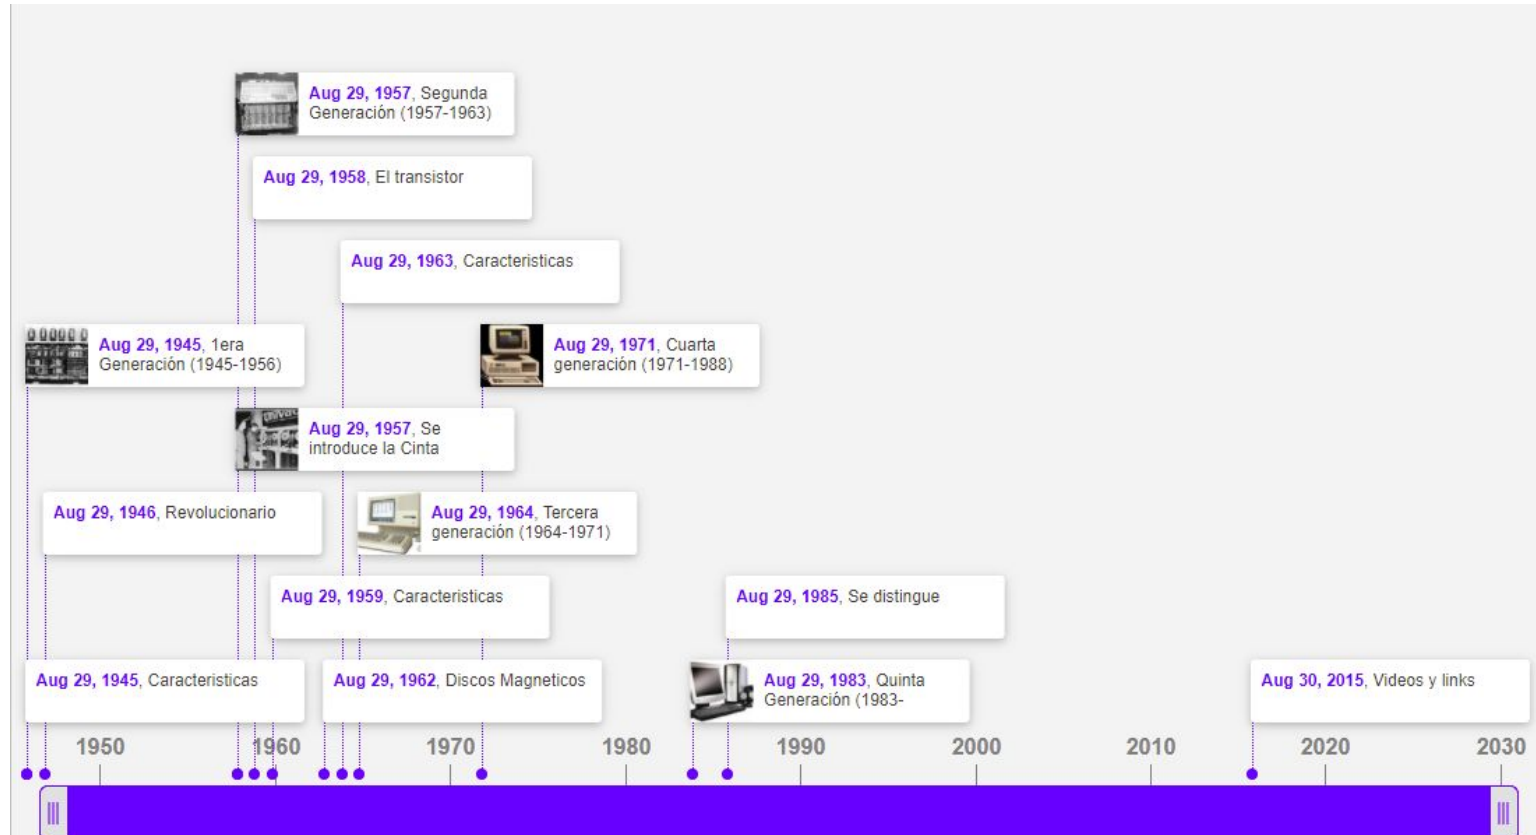 Aug 29, 1957, Segunda
Generación (1957-1963)
Aug 29, 1958, El transistor
Aug 29, 1963, Caracteristicas
Aug 29, 1945, 1era
Generación (1945-1956)
Aug 29, 1971, Cuarta
generación (1971-1988)
Aug 29, 1957, Se
introduce la Cinta
Aug 29, 1946, Revolucionario
Aug 29, 1964, Tercera
generación (1964-1971)
Aug 29, 1959, Caracteristicas
Aug 29, 1985, Se distingue
Aug 29, 1945, Caracteristicas
Aug 29, 1962, Discos Magneticos
Aug 29, 1983, Quinta
Generación (1983-
Aug 30, 2015, Videos y links
1950 1960 1970 1980 1990 2000 2010 2020 2030